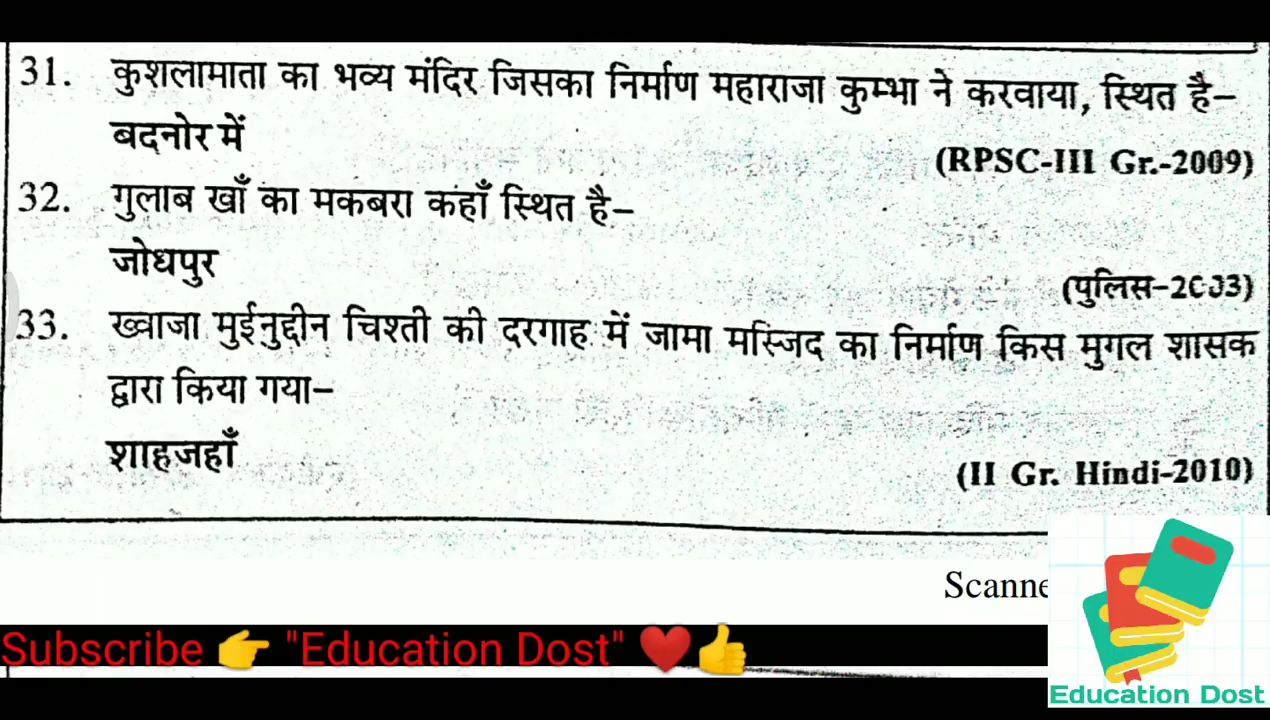 31. कुशलामाता का भव्य मंदिर जिसका निर्माण महाराजा कुम्भा ने करवाया, स्थित है–
बदनोर में
(RPSC-III Gr.-2009)
32. गुलाब खाँ का मकबरा कहाँ स्थित है–
जोधपुर
(पुलिस-2003)
33. ख्वाजा मुईनुद्दीन चिश्ती की दरगाह में जामा मस्जिद का निर्माण किस मुगल शासक
द्वारा किया गया–
शाहजहाँ
(II Gr. Hindi-2010)
Scanne
Subscribe 👉 "Education Dost" ❤️👍
Education Dost